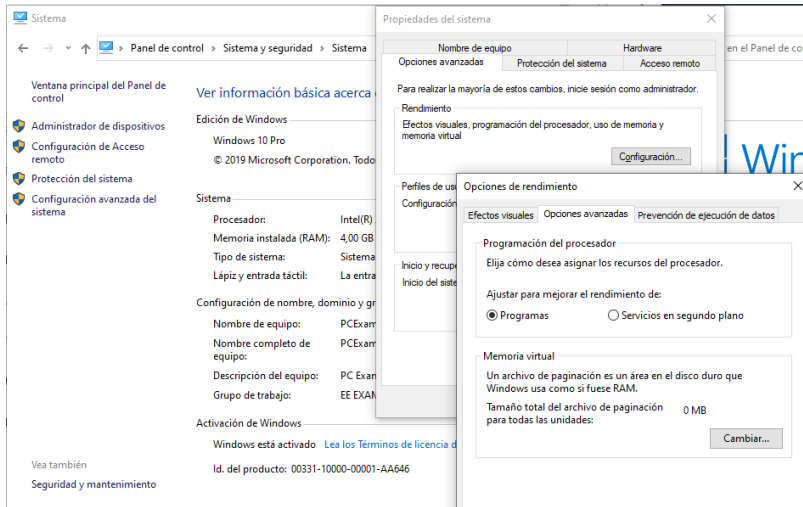 Sistema
Panel de control > Sistema y seguridad > Sistema
en el Panel de co
Ventana principal del Panel de
control
Administrador de dispositivos
Configuración de Acceso
remoto
Protección del sistema
Configuración avanzada del
sistema
Vea también
Seguridad y mantenimiento
Ver información básica acerca
Edición de Windows
Windows 10 Pro
© 2019 Microsoft Corporation. Todo
Win
Sistema
Procesador: Intel(R)
Memoria instalada (RAM): 4,00 GB
Tipo de sistema: Sistema
Lápiz y entrada táctil: La entra
Configuración de nombre, dominio y gr
Nombre de equipo: PCExam
Nombre completo de PCExam
equipo:
Descripción del equipo: PC Exan
Grupo de trabajo: EE EXAM
Activación de Windows
Windows está activado Lea los Términos de licencia d
Id. del producto: 00331-10000-00001-AA646
Propiedades del sistema
Nombre de equipo Hardware
Opciones avanzadas Protección del sistema Acceso remoto
Para realizar la mayoría de estos cambios, inicie sesión como administrador.
Rendimiento
Efectos visuales, programación del procesador, uso de memoria y
memoria virtual
Configuración...
Perfiles de usu
Configuración
Inicio y recupe
Inicio del siste
Opciones de rendimiento
Efectos visuales Opciones avanzadas Prevención de ejecución de datos
Programación del procesador
Elija cómo desea asignar los recursos del procesador.
Ajustar para mejorar el rendimiento de:
Programas Servicios en segundo plano
Memoria virtual
Un archivo de paginación es un área en el disco duro que
Windows usa como si fuese RAM.
Tamaño total del archivo de paginación 0 MB
para todas las unidades:
Cambiar...